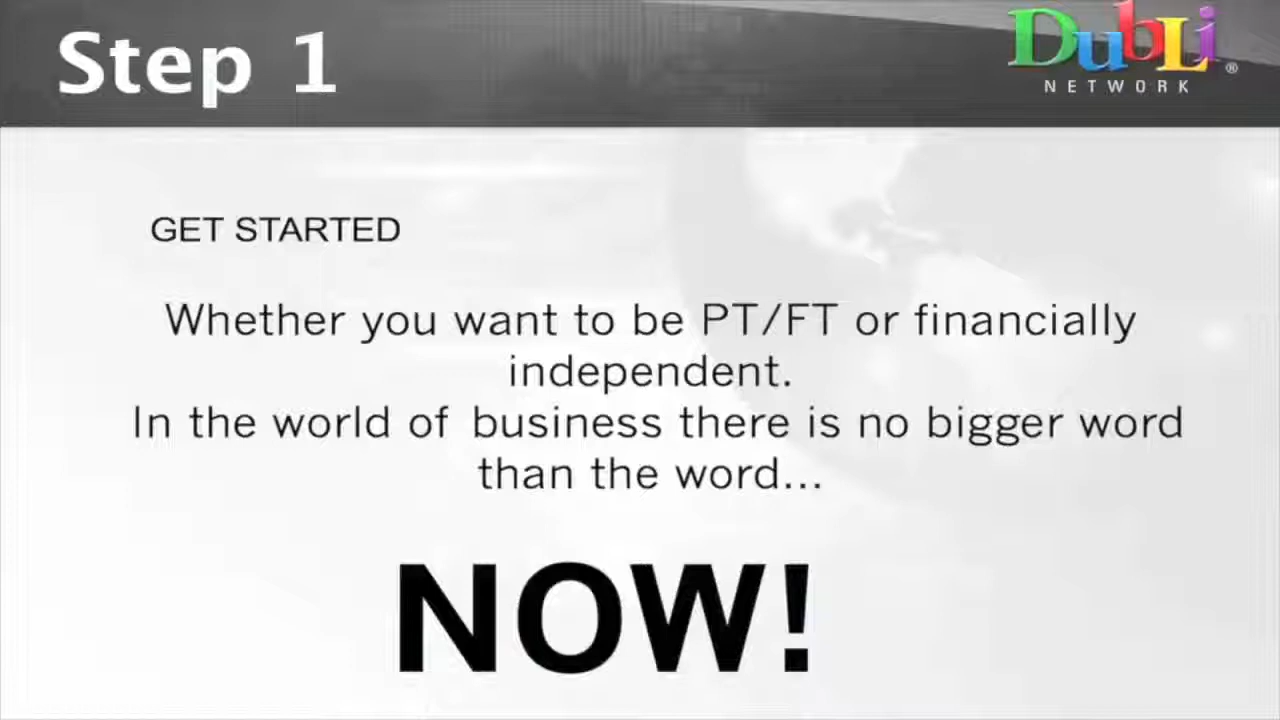 Step 1
DubLi®
NETWORK
GET STARTED
Whether you want to be PT/FT or financially
independent.
In the world of business there is no bigger word
than the word...
NOW!